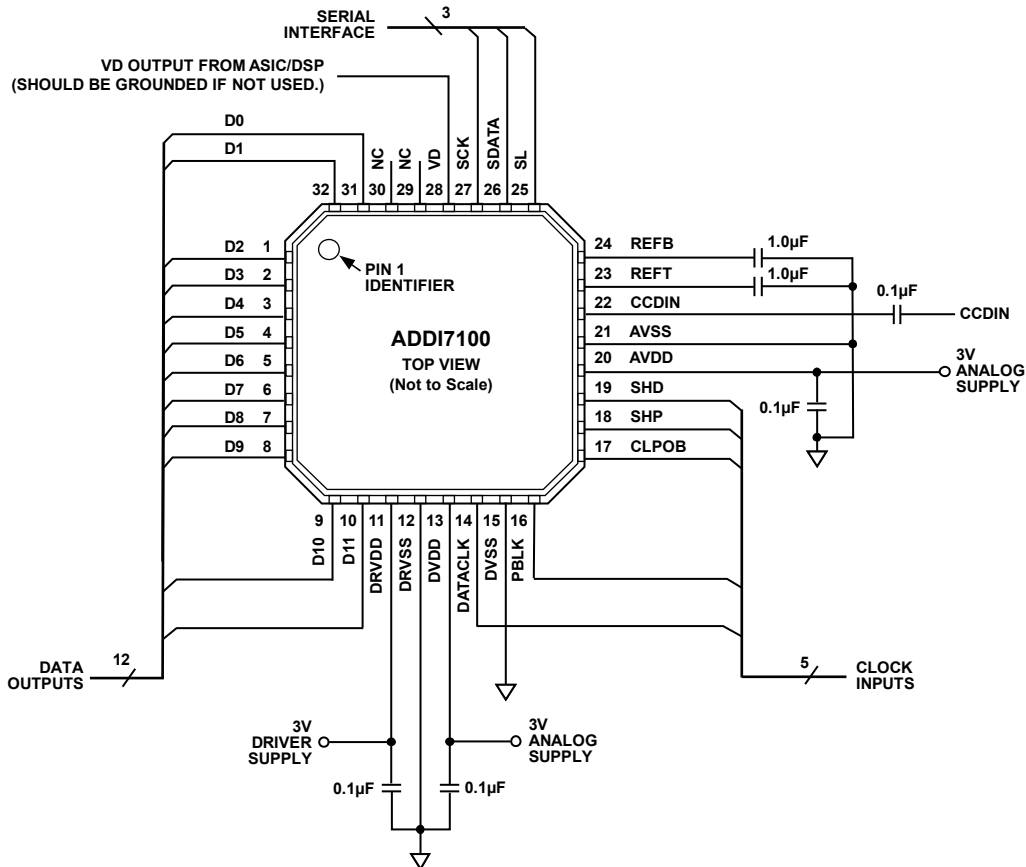 SERIAL
INTERFACE
3
VD OUTPUT FROM ASIC/DSP
(SHOULD BE GROUNDED IF NOT USED.)
D0
D1
NC
NC
VD
SCK
SDATA
SL
32 31 30 29 28 27 26 25
D2 1
D3 2
D4 3
D5 4
D6 5
D7 6
D8 7
D9 8
PIN 1
IDENTIFIER
ADDI7100
TOP VIEW
(Not to Scale)
24 REFB
23 REFT
22 CCDIN
21 AVSS
20 AVDD
19 SHD
18 SHP
17 CLPOB
1.0µF
1.0µF
0.1µF
CCDIN
3V
ANALOG
SUPPLY
0.1µF
9 10 11 12 13 14 15 16
D10
D11
DRVDD
DRVSS
DVDD
DATACLK
DVSS
PBLK
DATA
OUTPUTS
12
5
CLOCK
INPUTS
3V
DRIVER
SUPPLY
3V
ANALOG
SUPPLY
0.1µF
0.1µF